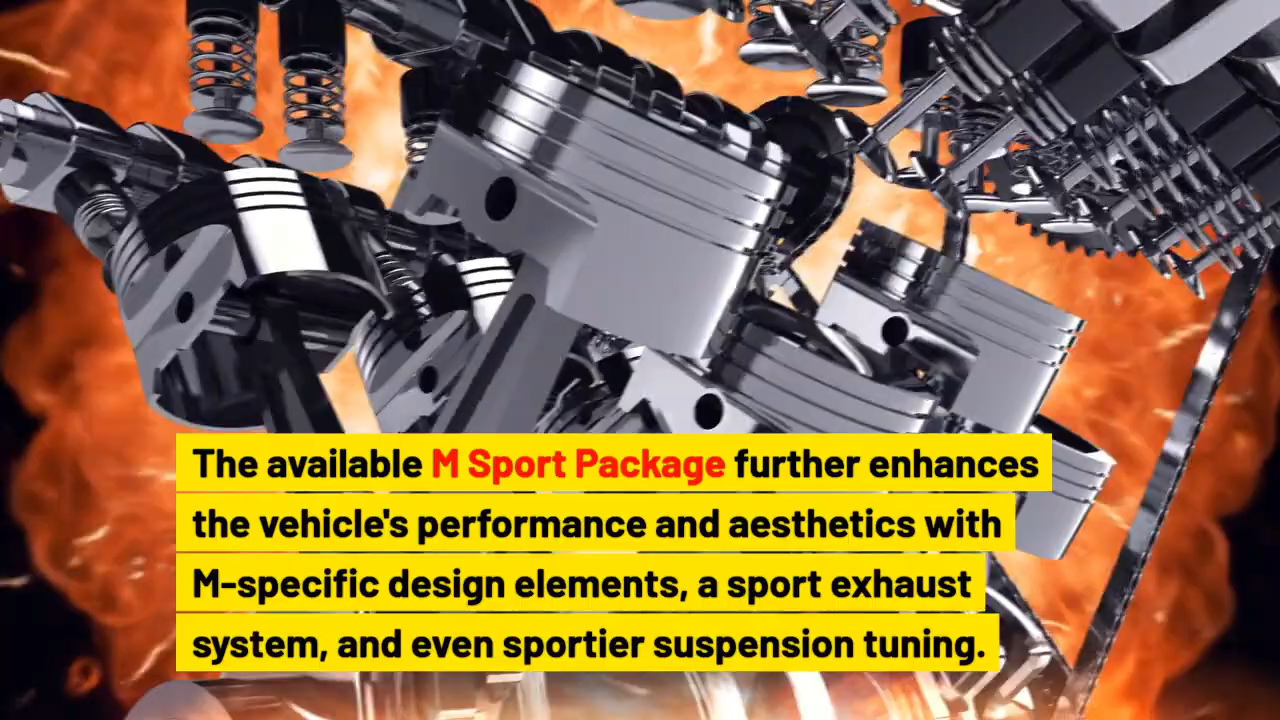 The available M Sport Package further enhances
the vehicle's performance and aesthetics with
M-specific design elements, a sport exhaust
system, and even sportier suspension tuning.